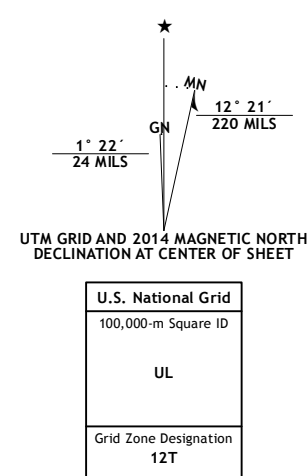 ★
MN
GN
12° 21´
220 MILS
1° 22´
24 MILS
UTM GRID AND 2014 MAGNETIC NORTH
DECLINATION AT CENTER OF SHEET
U.S. National Grid
100,000-m Square ID
UL
Grid Zone Designation
12T